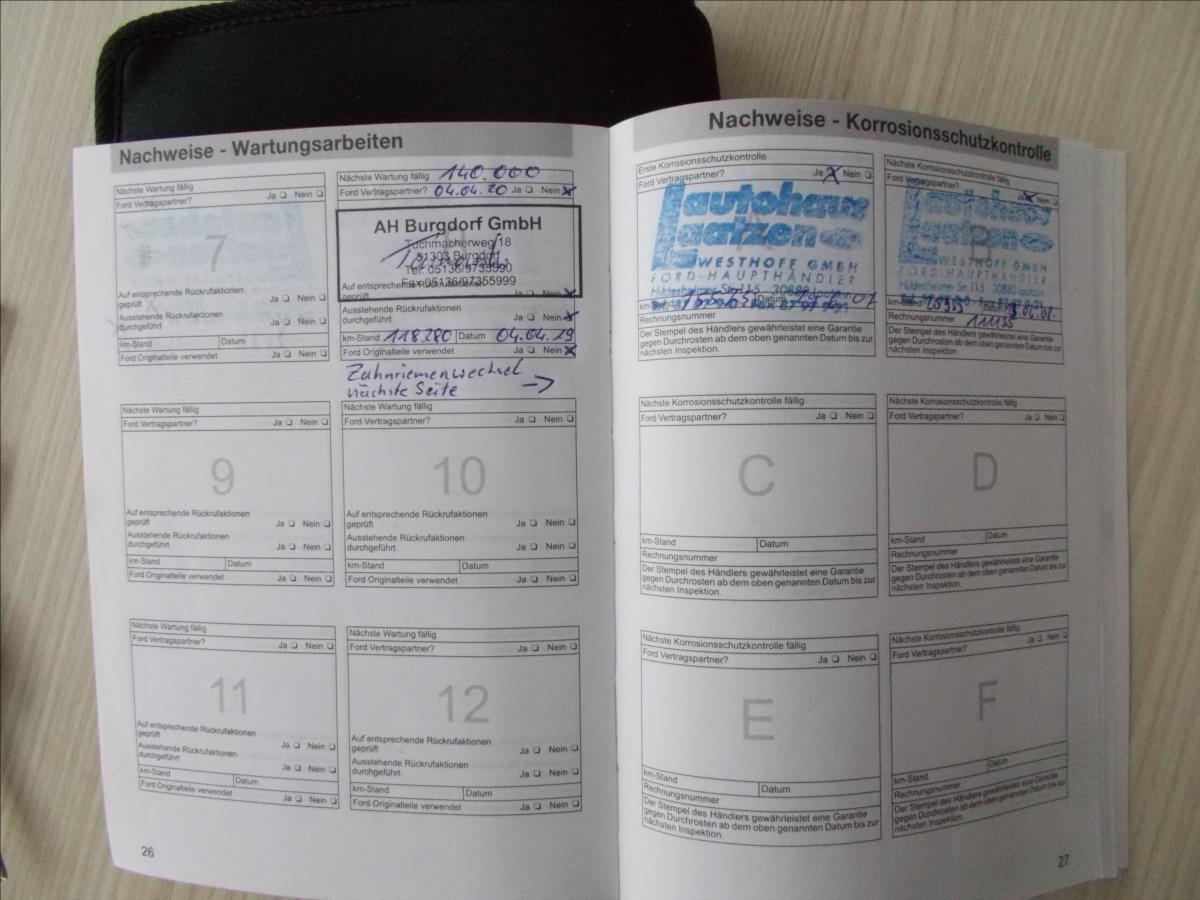 Nachweise - Wartungsarbeiten
Nächste Wartung fällig
Ford Vertragspartner? Ja Nein
7
Auf entsprechende Rückrufaktionen
geprüft Ja Nein
Ausstehende Rückrufaktionen
durchgeführt Ja Nein
km-Stand Datum
Ford Originalteile verwendet Ja Nein
Nächste Wartung fällig 140.000
Ford Vertragspartner? 04.04.20 Ja Nein
AH Burgdorf GmbH
Tuchmacherweg 18
31303 Burgdorf
Tel. 05136/9735990
Fax 05136/97355999
Auf entsprechende Rückrufaktionen
geprüft
Ausstehende Rückrufaktionen
durchgeführt Ja Nein
km-Stand 118.280 Datum 04.04.19
Ford Originalteile verwendet Ja Nein
Zahnriemenwechsel
nächste Seite →
Nächste Wartung fällig
Ford Vertragspartner? Ja Nein
9
Auf entsprechende Rückrufaktionen
geprüft Ja Nein
Ausstehende Rückrufaktionen
durchgeführt Ja Nein
km-Stand Datum
Ford Originalteile verwendet Ja Nein
Nächste Wartung fällig
Ford Vertragspartner? Ja Nein
10
Auf entsprechende Rückrufaktionen
geprüft Ja Nein
Ausstehende Rückrufaktionen
durchgeführt Ja Nein
km-Stand Datum
Ford Originalteile verwendet Ja Nein
Nächste Wartung fällig
Ford Vertragspartner? Ja Nein
11
Auf entsprechende Rückrufaktionen
geprüft Ja Nein
Ausstehende Rückrufaktionen
durchgeführt Ja Nein
km-Stand Datum
Ford Originalteile verwendet Ja Nein
Nächste Wartung fällig
Ford Vertragspartner? Ja Nein
12
Auf entsprechende Rückrufaktionen
geprüft Ja Nein
Ausstehende Rückrufaktionen
durchgeführt Ja Nein
km-Stand Datum
Ford Originalteile verwendet Ja Nein
26
Nachweise - Korrosionsschutzkontrolle
Erste Korrosionsschutzkontrolle
Ford Vertragspartner? Ja Nein
autohaus
Laatzen
WESTHOFF GMBH
FORD-HAUPTHÄNDLER
km-Stand Datum
Rechnungsnummer
Der Stempel des Händlers gewährleistet eine Garantie
gegen Durchrosten ab dem oben genannten Datum bis zur
nächsten Inspektion.
Nächste Korrosionsschutzkontrolle fällig
Ford Vertragspartner? Ja Nein
autohaus
Laatzen
WESTHOFF GMBH
FORD-HAUPTHÄNDLER
km-Stand
Rechnungsnummer 111155
Der Stempel des Händlers gewährleistet eine Garantie
gegen Durchrosten ab dem oben genannten Datum bis zur
nächsten Inspektion.
Nächste Korrosionsschutzkontrolle fällig
Ford Vertragspartner? Ja Nein
C
km-Stand Datum
Rechnungsnummer
Der Stempel des Händlers gewährleistet eine Garantie
gegen Durchrosten ab dem oben genannten Datum bis zur
nächsten Inspektion.
Nächste Korrosionsschutzkontrolle fällig
Ford Vertragspartner? Ja Nein
D
km-Stand Datum
Rechnungsnummer
Der Stempel des Händlers gewährleistet eine Garantie
gegen Durchrosten ab dem oben genannten Datum bis zur
nächsten Inspektion.
Nächste Korrosionsschutzkontrolle fällig
Ford Vertragspartner? Ja Nein
E
km-Stand Datum
Rechnungsnummer
Der Stempel des Händlers gewährleistet eine Garantie
gegen Durchrosten ab dem oben genannten Datum bis zur
nächsten Inspektion.
Nächste Korrosionsschutzkontrolle fällig
Ford Vertragspartner? Ja Nein
F
km-Stand Datum
Rechnungsnummer
Der Stempel des Händlers gewährleistet eine Garantie
gegen Durchrosten ab dem oben genannten Datum bis zur
nächsten Inspektion.
27